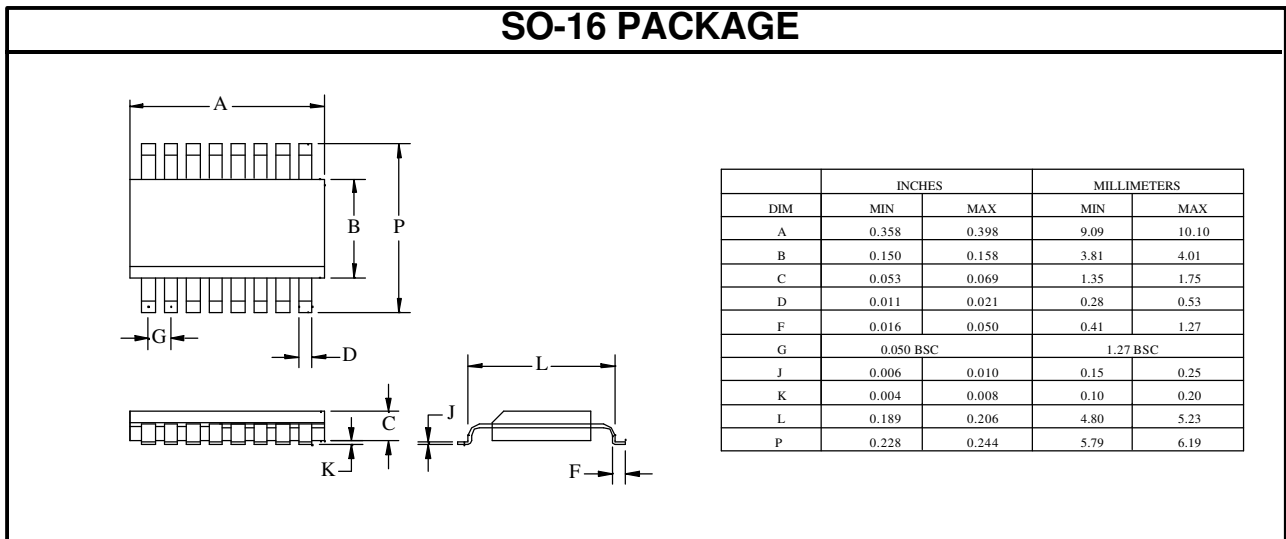 SO-16 PACKAGE
A
B
P
G
D
L
J
C
K
F
INCHES MILLIMETERS
DIM MIN MAX MIN MAX
A 0.358 0.398 9.09 10.10
B 0.150 0.158 3.81 4.01
C 0.053 0.069 1.35 1.75
D 0.011 0.021 0.28 0.53
F 0.016 0.050 0.41 1.27
G 0.050 BSC 1.27 BSC
J 0.006 0.010 0.15 0.25
K 0.004 0.008 0.10 0.20
L 0.189 0.206 4.80 5.23
P 0.228 0.244 5.79 6.19